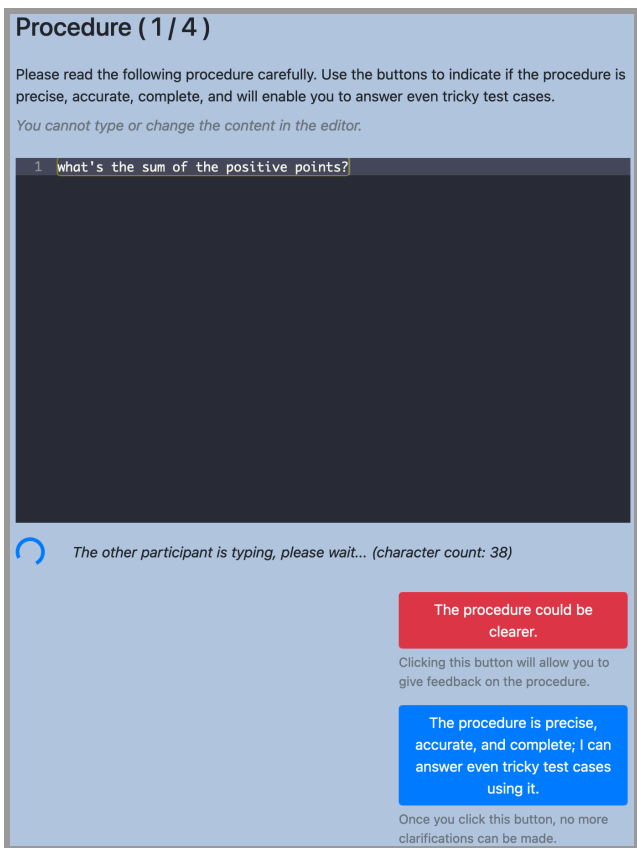 Procedure ( 1 / 4 )
Please read the following procedure carefully. Use the buttons to indicate if the procedure is
precise, accurate, complete, and will enable you to answer even tricky test cases.
You cannot type or change the content in the editor.
1 what's the sum of the positive points?
The other participant is typing, please wait... (character count: 38)
The procedure could be
clearer.
Clicking this button will allow you to
give feedback on the procedure.
The procedure is precise,
accurate, and complete; I can
answer even tricky test cases
using it.
Once you click this button, no more
clarifications can be made.